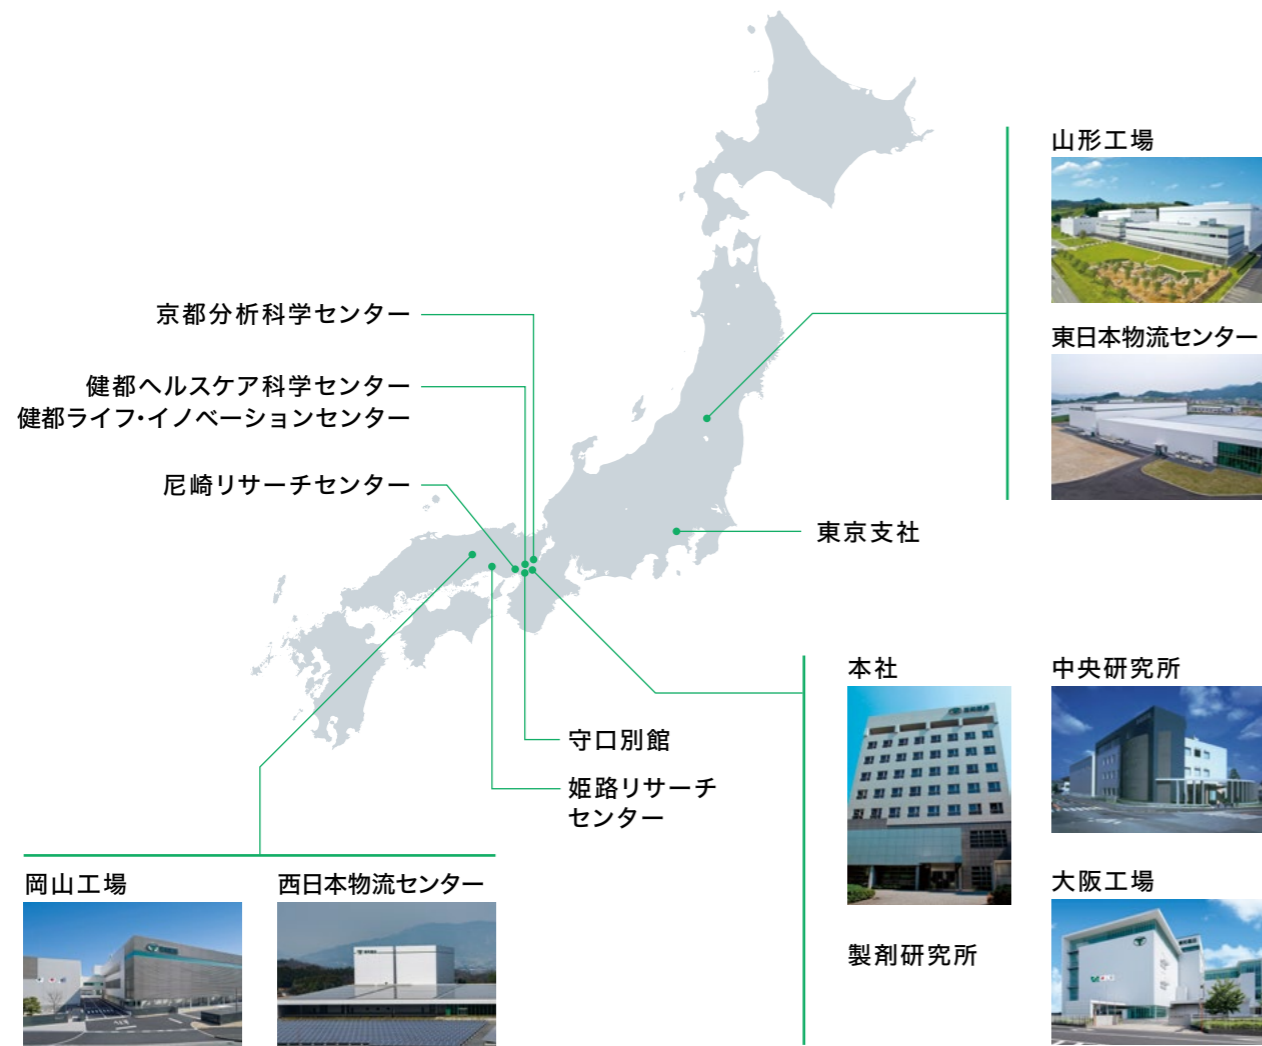 山形工場
東日本物流センター
京都分析科学センター
健都ヘルスケア科学センター
健都ライフ・イノベーションセンター
尼崎リサーチセンター
東京支社
本社
中央研究所
守口別館
姫路リサーチ
センター
岡山工場
西日本物流センター
大阪工場
製剤研究所